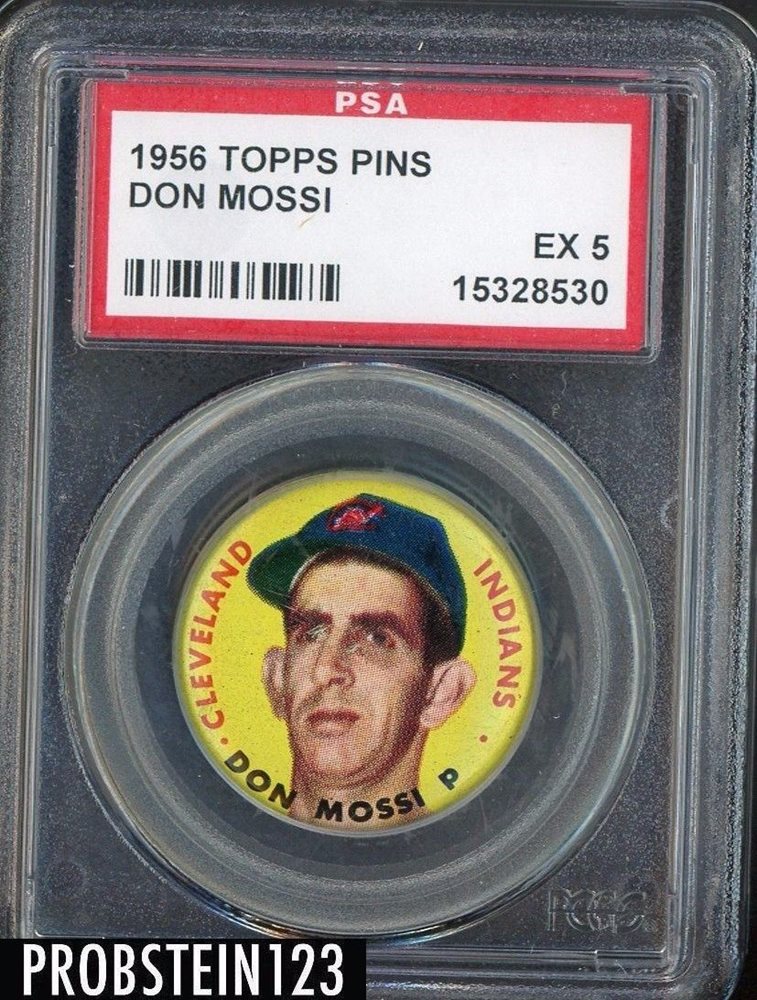 PSA
1956 TOPPS PINS
DON MOSSI
EX 5
15328530
CLEVELAND
INDIANS
DON MOSSI P
PROBSTEIN123